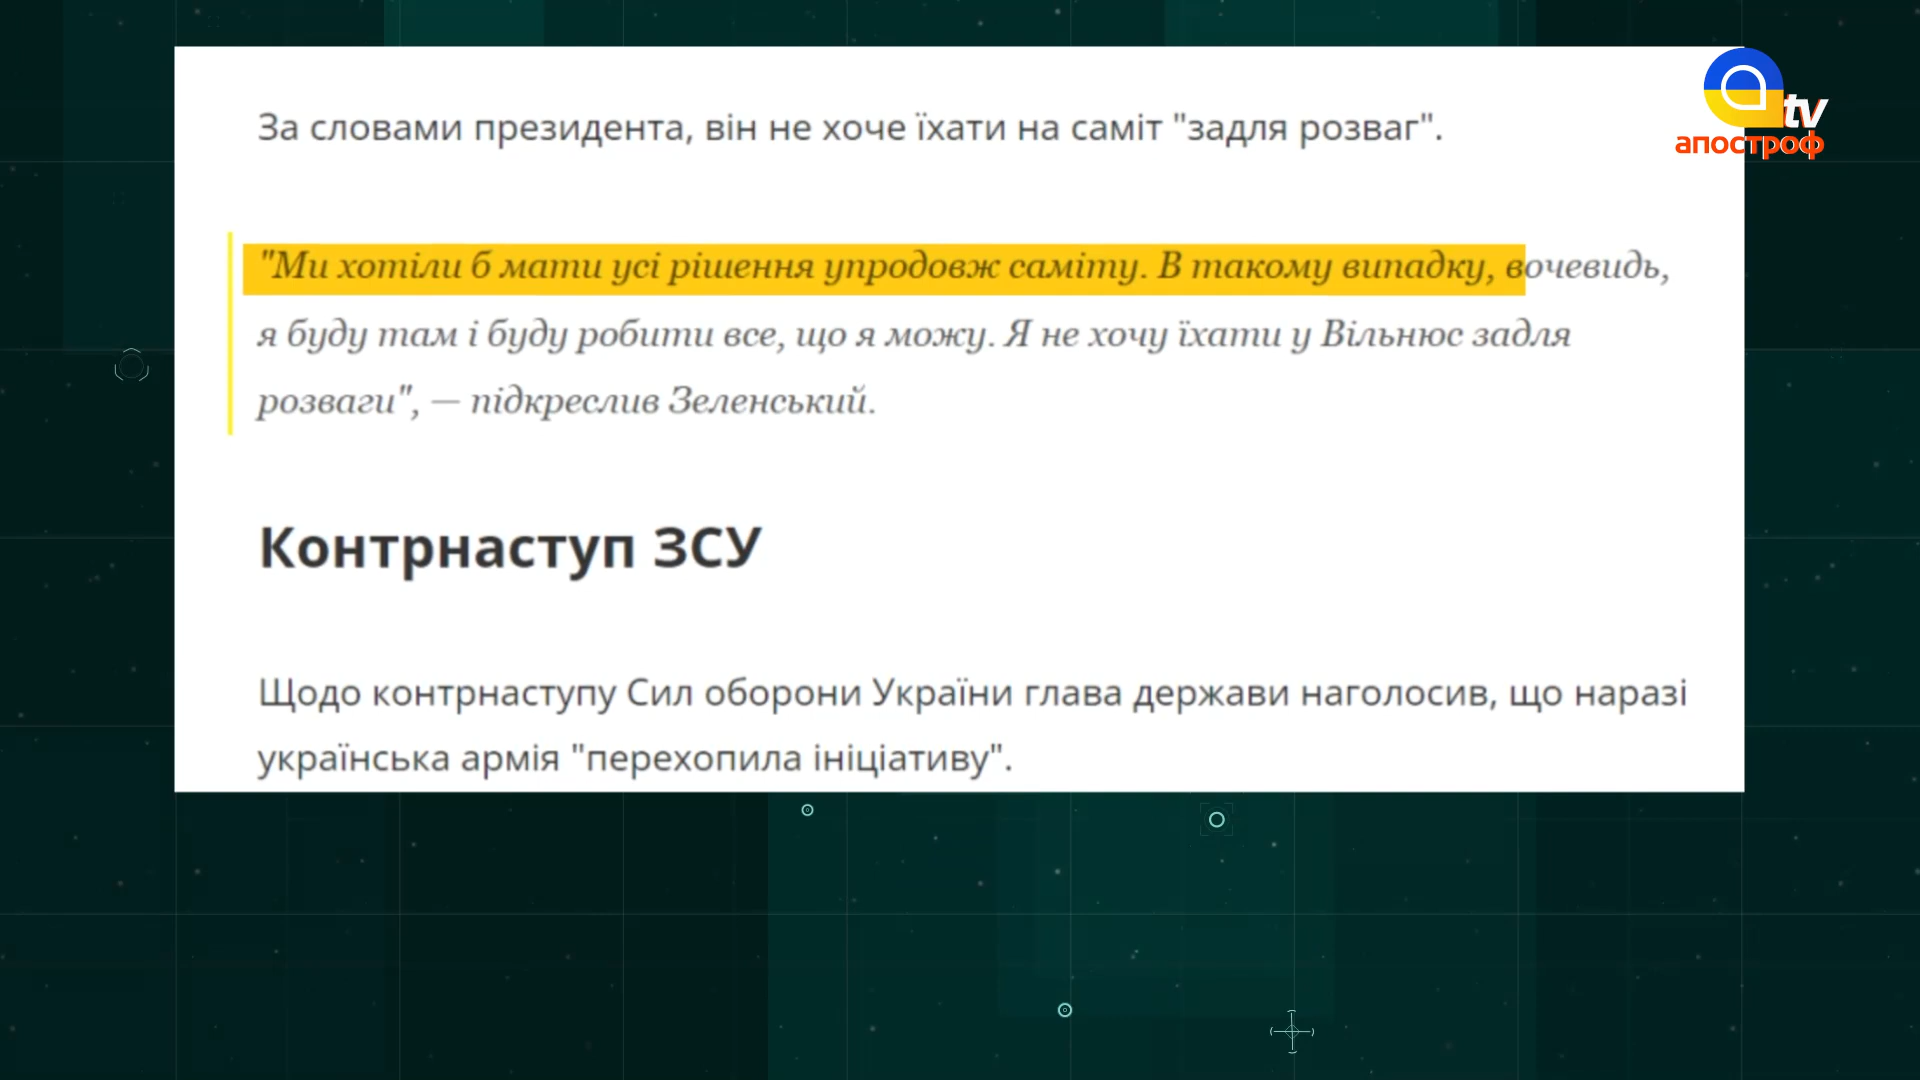 За словами президента, він не хоче їхати на саміт "задля розваг".
"Ми хотіли б мати усі рішення упродовж саміту. В такому випадку, вочевидь,
я буду там і буду робити все, що я можу. Я не хочу їхати у Вільнюс задля
розваги", — підкреслив Зеленський.
Контрнаступ ЗСУ
Щодо контрнаступу Сил оборони України глава держави наголосив, що наразі
українська армія "перехопила ініціативу".
tv
апостроф